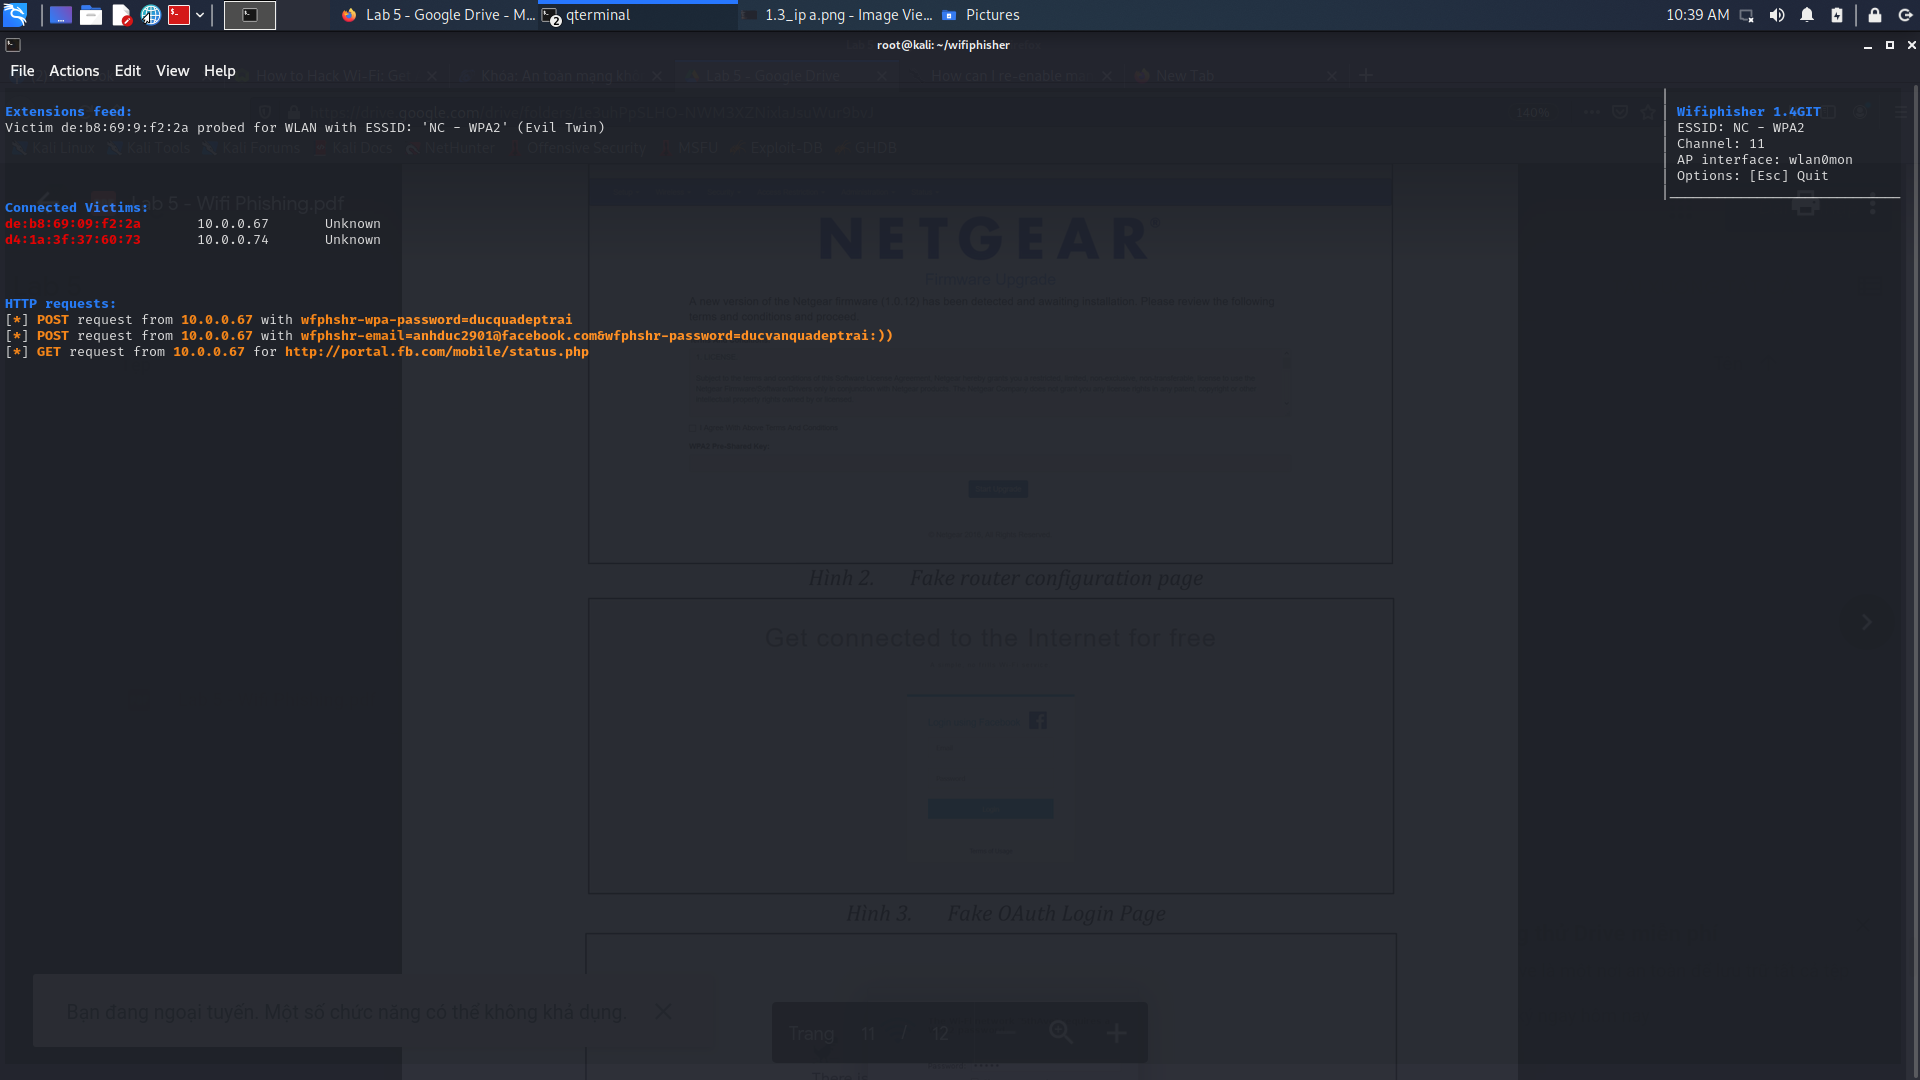 Lab 5 - Google Drive - M...
2
qterminal
1.3_ip a.png - Image Vie...
Pictures
10:39 AM
root@kali: ~/wifiphisher
File Actions Edit View Help
How to Hack Wi-Fi: Get
Khóa: An toàn mạng kh
Lab 5 - Google Drive
How can I re-enable m
New Tab
140%
Extensions feed:
Victim de:b8:69:9:f2:2a probed for WLAN with ESSID: 'NC - WPA2' (Evil Twin)
Kali Linux Kali Tools Kali Forums Kali Docs NetHunter Offensive Security MSFU Exploit-DB GHDB
Wifiphisher 1.4GIT
ESSID: NC - WPA2
Channel: 11
AP interface: wlan0mon
Options: [Esc] Quit
Lab 5 - Wifi Phishing.pdf
Connected Victims:
de:b8:69:09:f2:2a 10.0.0.67 Unknown
d4:1a:3f:37:60:73 10.0.0.74 Unknown
HTTP requests:
[*] POST request from 10.0.0.67 with wfphshr-wpa-password=ducquadeptrai
[*] POST request from 10.0.0.67 with wfphshr-email=anhduc2901@facebook.com&wfphshr-password=ducvanquadeptrai:))
[*] GET request from 10.0.0.67 for http://portal.fb.com/mobile/status.php
NETGEAR®
Firmware Upgrade
A new version of the Netgear firmware (1.0.12) has been detected and awaiting installation. Please review the following
terms and conditions and proceed.
Hình 2. Fake router configuration page
Get connected to the Internet for free
Hình 3. Fake OAuth Login Page
Bạn đang ngoại tuyến. Một số chức năng có thể không khả dụng.
Trang 11 / 12
There is